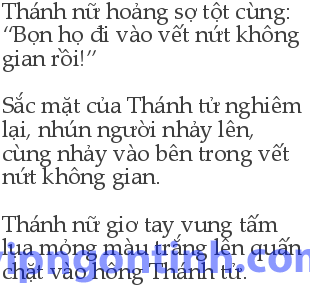 Thánh nữ hoảng sợ tột cùng:
“Bọn họ đi vào vết nứt không
gian rồi!”
Sắc mặt của Thánh tử nghiêm
lại, nhún người nhảy lên,
cùng nhảy vào bên trong vết
nứt không gian.
Thánh nữ giơ tay vung tấm
lụa mỏng màu trắng lên quấn
chặt vào hông Thánh tử.
vipngontinh.com